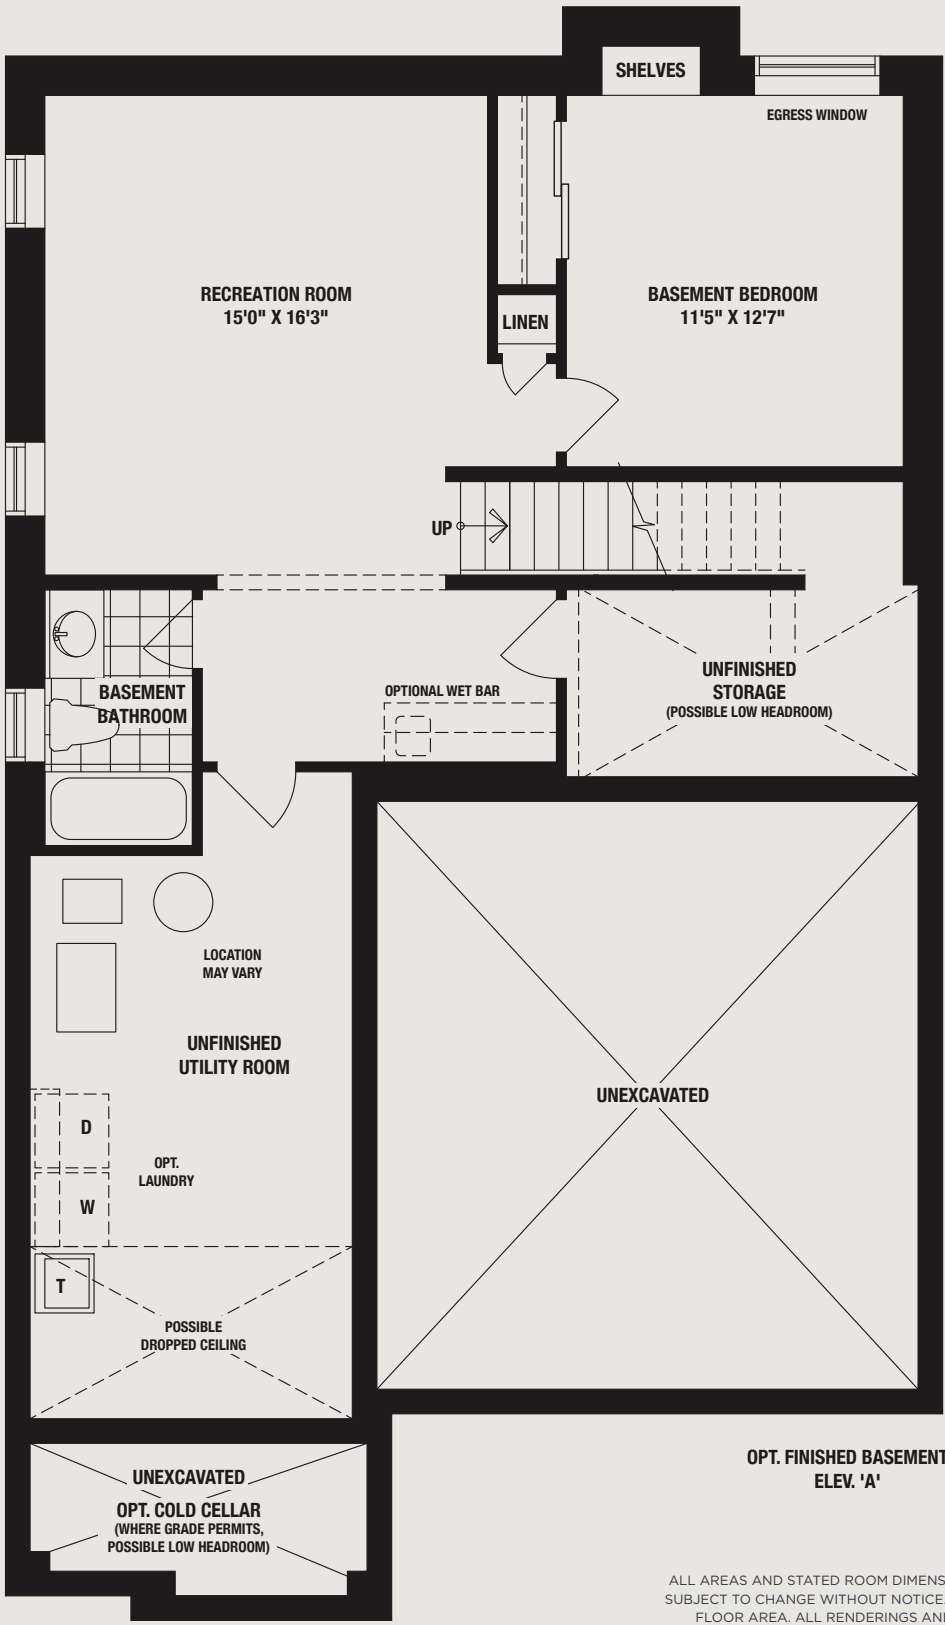 SHELVES
EGRESS WINDOW
RECREATION ROOM
15'0" X 16'3"
BASEMENT BEDROOM
11'5" X 12'7"
LINEN
UP
UNFINISHED
STORAGE
(POSSIBLE LOW HEADROOM)
OPTIONAL WET BAR
BASEMENT
BATHROOM
LOCATION
MAY VARY
UNFINISHED
UTILITY ROOM
UNEXCAVATED
D
OPT.
LAUNDRY
W
T
POSSIBLE
DROPPED CEILING
OPT. FINISHED BASEMENT
ELEV. 'A'
UNEXCAVATED
OPT. COLD CELLAR
(WHERE GRADE PERMITS,
POSSIBLE LOW HEADROOM)
ALL AREAS AND STATED ROOM DIMENS
SUBJECT TO CHANGE WITHOUT NOTICE.
FLOOR AREA. ALL RENDERINGS AN